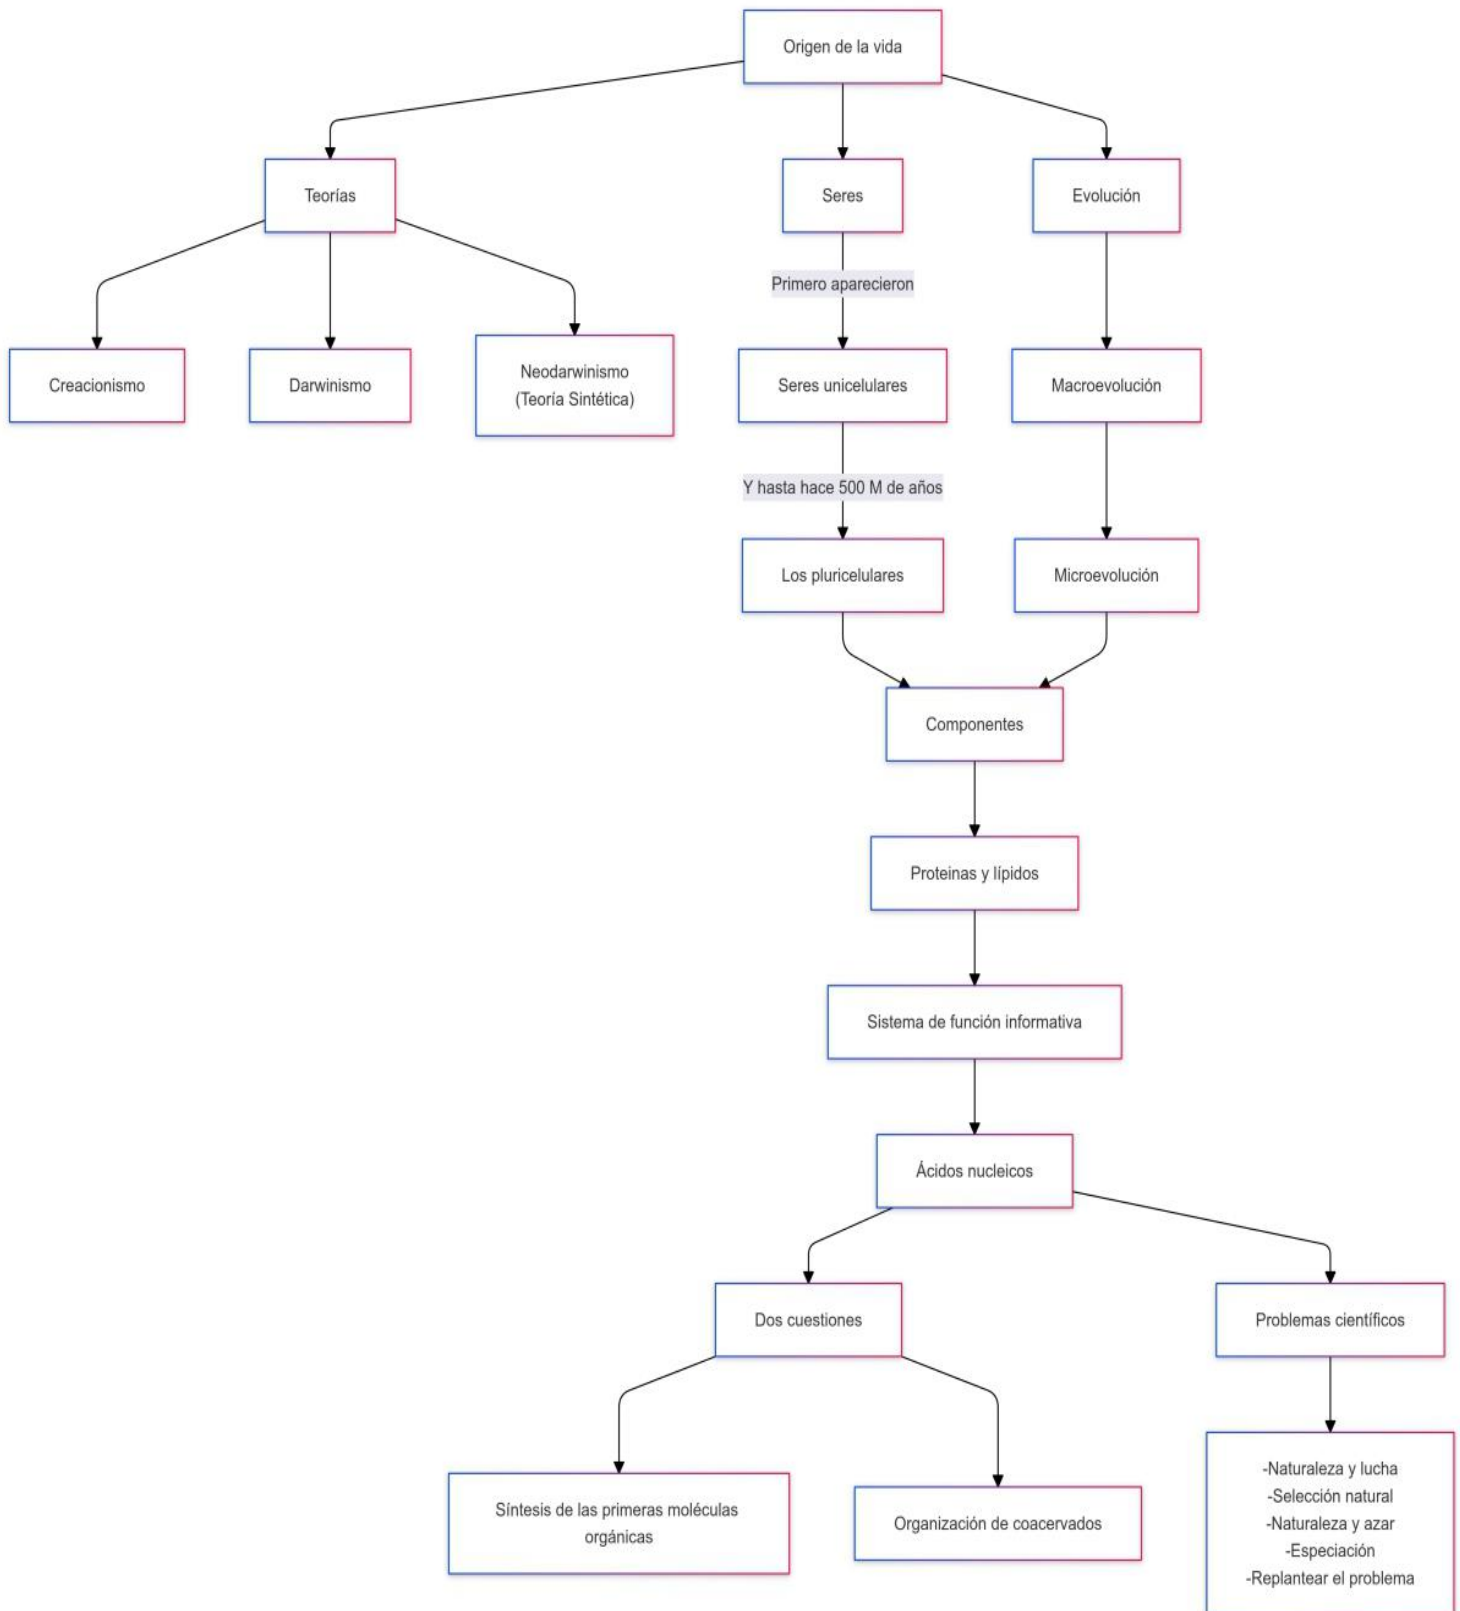 Origen de la vida
Teorías
Seres
Evolución
Primero aparecieron
Creacionismo
Darwinismo
Neodarwinismo
(Teoría Sintética)
Seres unicelulares
Macroevolución
Y hasta hace 500 M de años
Los pluricelulares
Microevolución
Componentes
Proteinas y lípidos
Sistema de función informativa
Ácidos nucleicos
Dos cuestiones
Problemas científicos
Síntesis de las primeras moléculas
orgánicas
Organización de coacervados
-Naturaleza y lucha
-Selección natural
-Naturaleza y azar
-Especiación
-Replantear el problema